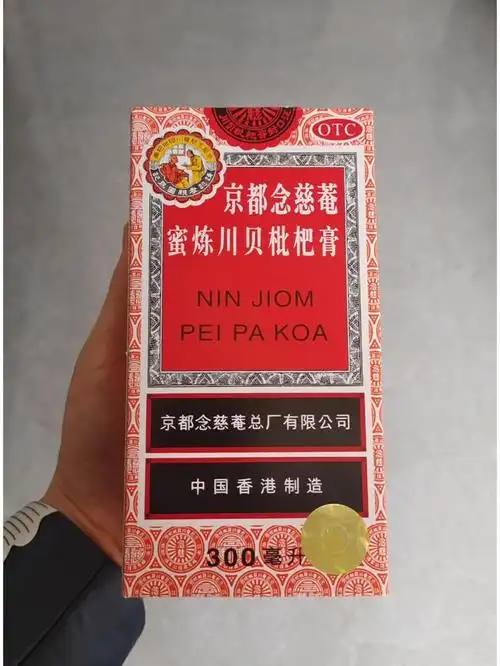 OTC
京都念慈菴
蜜炼川贝枇杷膏
NIN JIOM
PEI PA KOA
京都念慈菴总厂有限公司
中国香港制造
300毫升